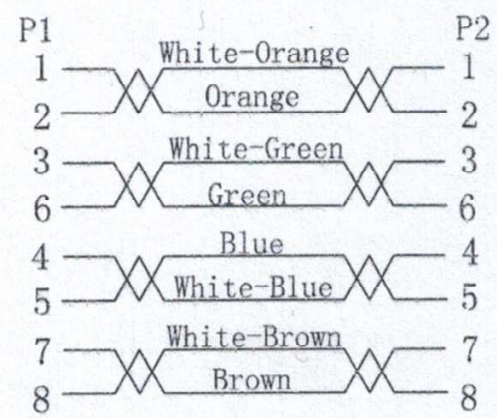 P1 P2
1 White-Orange 1
2 Orange 2
3 White-Green 3
6 Green 6
4 Blue 4
5 White-Blue 5
7 White-Brown 7
8 Brown 8